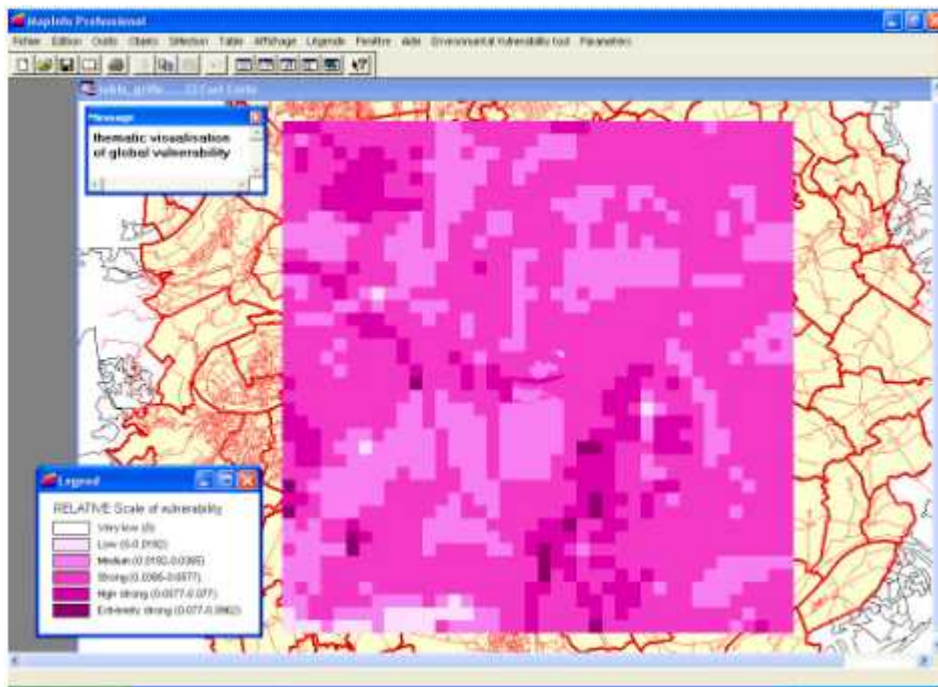 MapInfo Professional
Fichier Edition Outils Objets Sélection Table Affichage Légende Fenêtre Aide Environmental Vulnerability tool Parameters
Carte
Message
thematic visualisation
of global vulnerability
Legend
RELATIVE Scale of vulnerability
Very low (0)
Low (0-0.0192)
Medium (0.0192-0.0385)
Strong (0.0385-0.0577)
High strong (0.0577-0.077)
Extremely strong (0.077-0.0962)